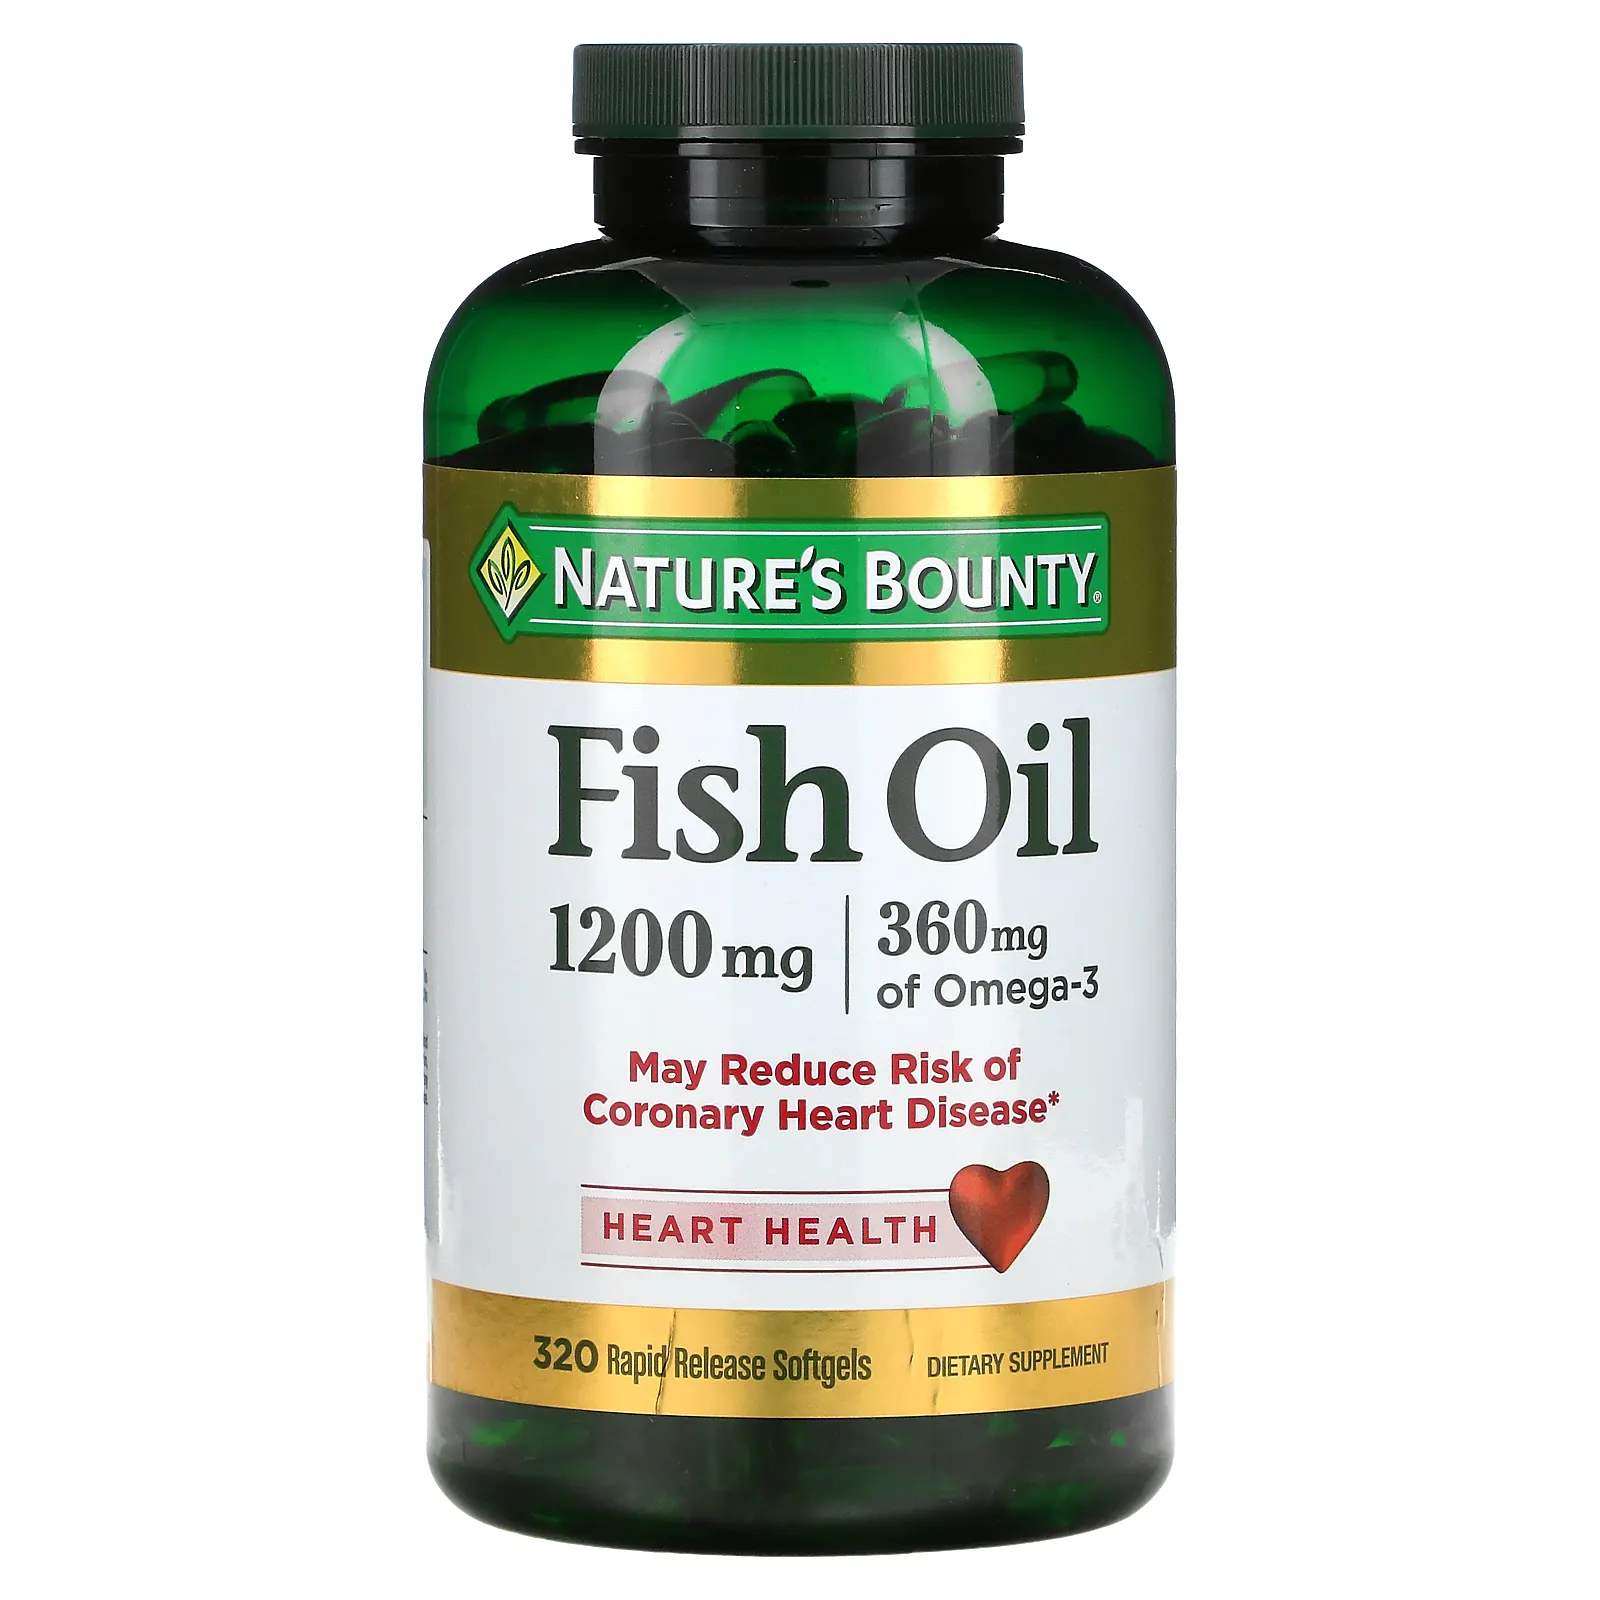 NATURE'S BOUNTY®
Fish Oil
1200 mg
360 mg
of Omega-3
May Reduce Risk of
Coronary Heart Disease*
HEART HEALTH
320 Rapid Release Softgels
DIETARY SUPPLEMENT